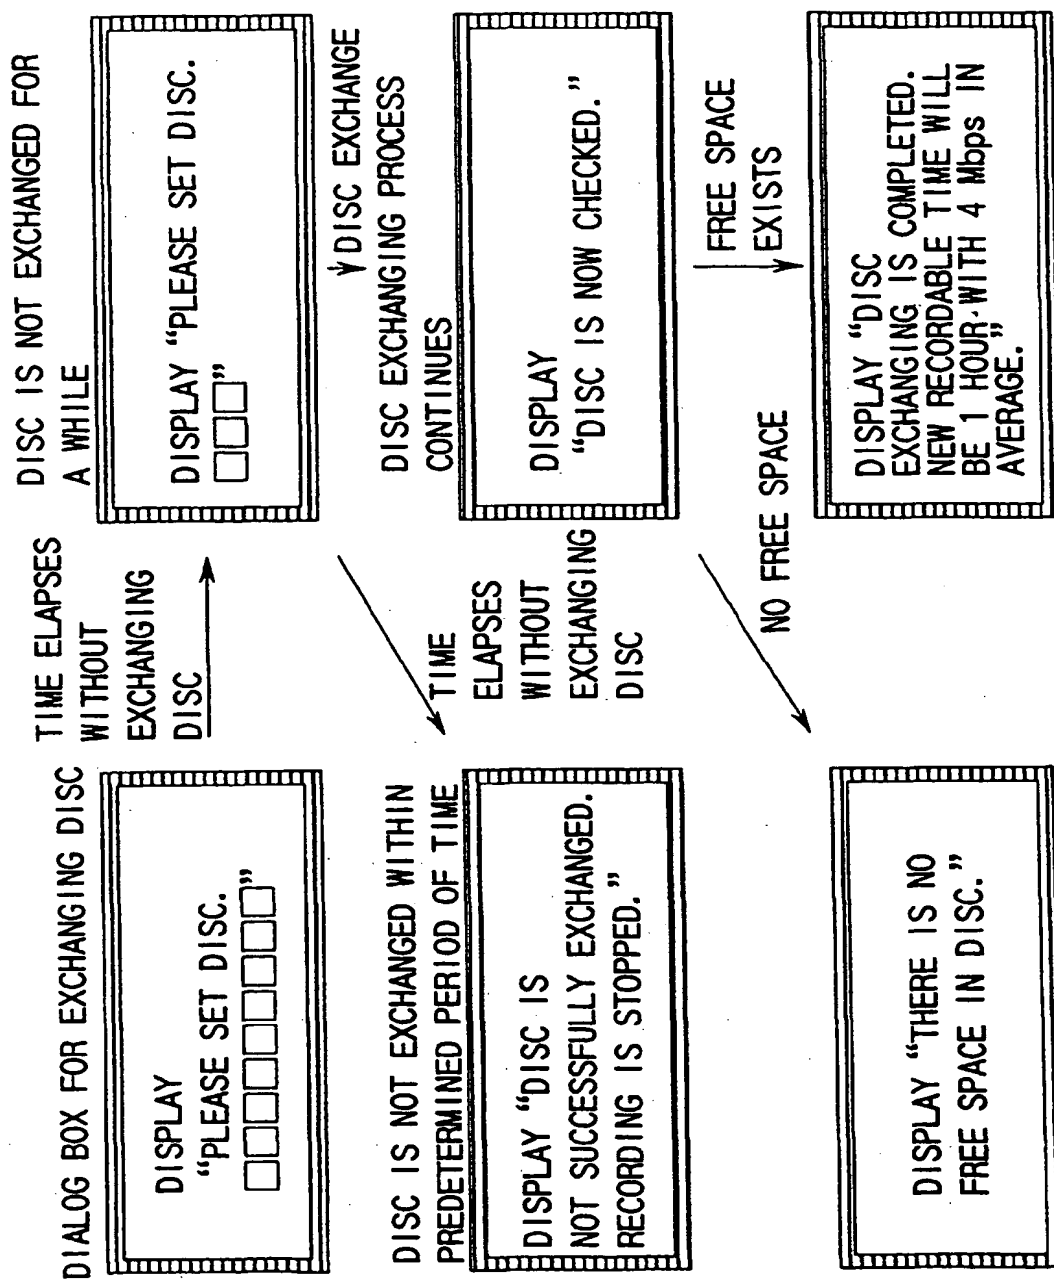 DIALOG BOX FOR EXCHANGING DISC
DISPLAY
“PLEASE SET DISC.
□□□□□□□□□”
TIME ELAPSES
WITHOUT
EXCHANGING
DISC
DISC IS NOT EXCHANGED FOR
A WHILE
DISPLAY “PLEASE SET DISC.
□□□”
DISC EXCHANGE
DISC IS NOT EXCHANGED WITHIN
PREDETERMINED PERIOD OF TIME
DISPLAY “DISC IS
NOT SUCCESSFULLY EXCHANGED.
RECORDING IS STOPPED.”
TIME
ELAPSES
WITHOUT
EXCHANGING
DISC
DISC EXCHANGING PROCESS
CONTINUES
DISPLAY
“DISC IS NOW CHECKED.”
FREE SPACE
EXISTS
NO FREE SPACE
DISPLAY “THERE IS NO
FREE SPACE IN DISC.”
DISPLAY “DISC
EXCHANGING IS COMPLETED.
NEW RECORDABLE TIME WILL
BE 1 HOUR WITH 4 Mbps IN
AVERAGE.”